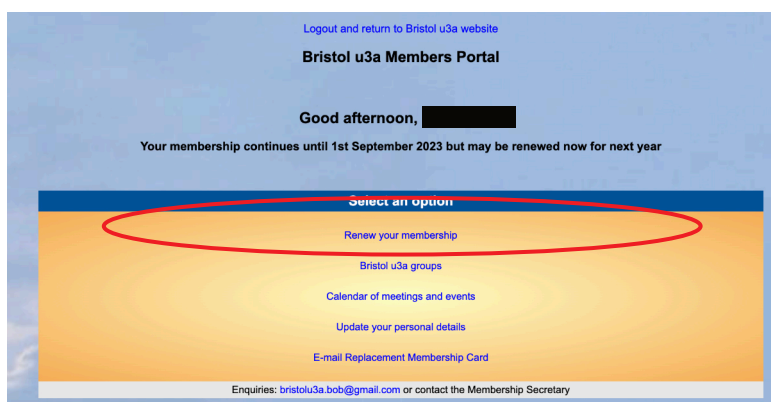 Logout and return to Bristol u3a website
Bristol u3a Members Portal
Good afternoon,
Your membership continues until 1st September 2023 but may be renewed now for next year
Select an option
Renew your membership
Bristol u3a groups
Calendar of meetings and events
Update your personal details
E-mail Replacement Membership Card
Enquiries: bristolu3a.bob@gmail.com or contact the Membership Secretary